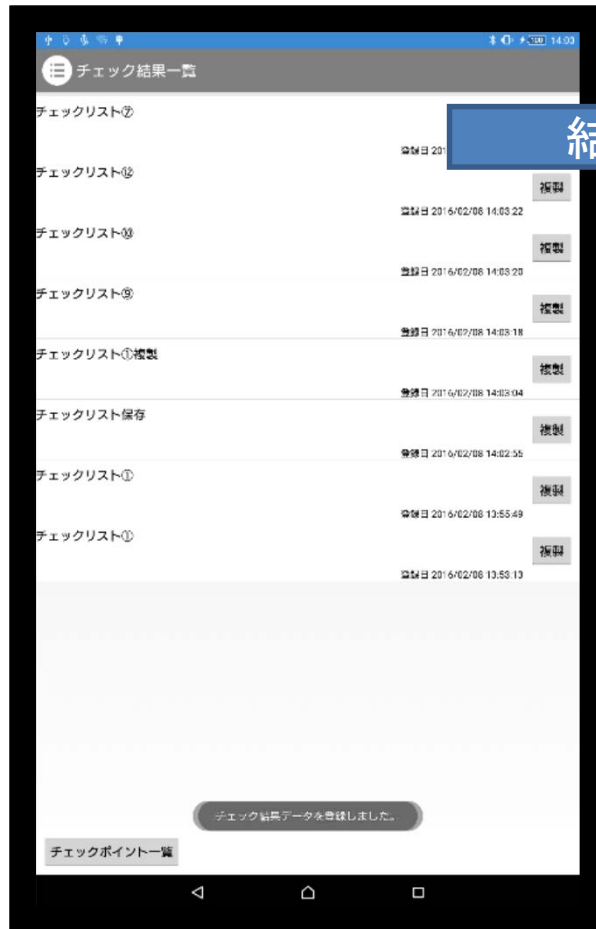 14:03
チェック結果一覧
チェックリスト⑦
結
登録日 201
チェックリスト⑫
複製
登録日 2016/02/08 14:03:22
チェックリスト⑩
複製
登録日 2016/02/08 14:03:20
チェックリスト⑨
複製
登録日 2016/02/08 14:03:18
チェックリスト①複製
複製
登録日 2016/02/08 14:03:04
チェックリスト保存
複製
登録日 2016/02/08 14:02:55
チェックリスト①
複製
登録日 2016/02/08 13:55:49
チェックリスト①
複製
登録日 2016/02/08 13:53:13
チェック結果データを登録しました。
チェックポイント一覧